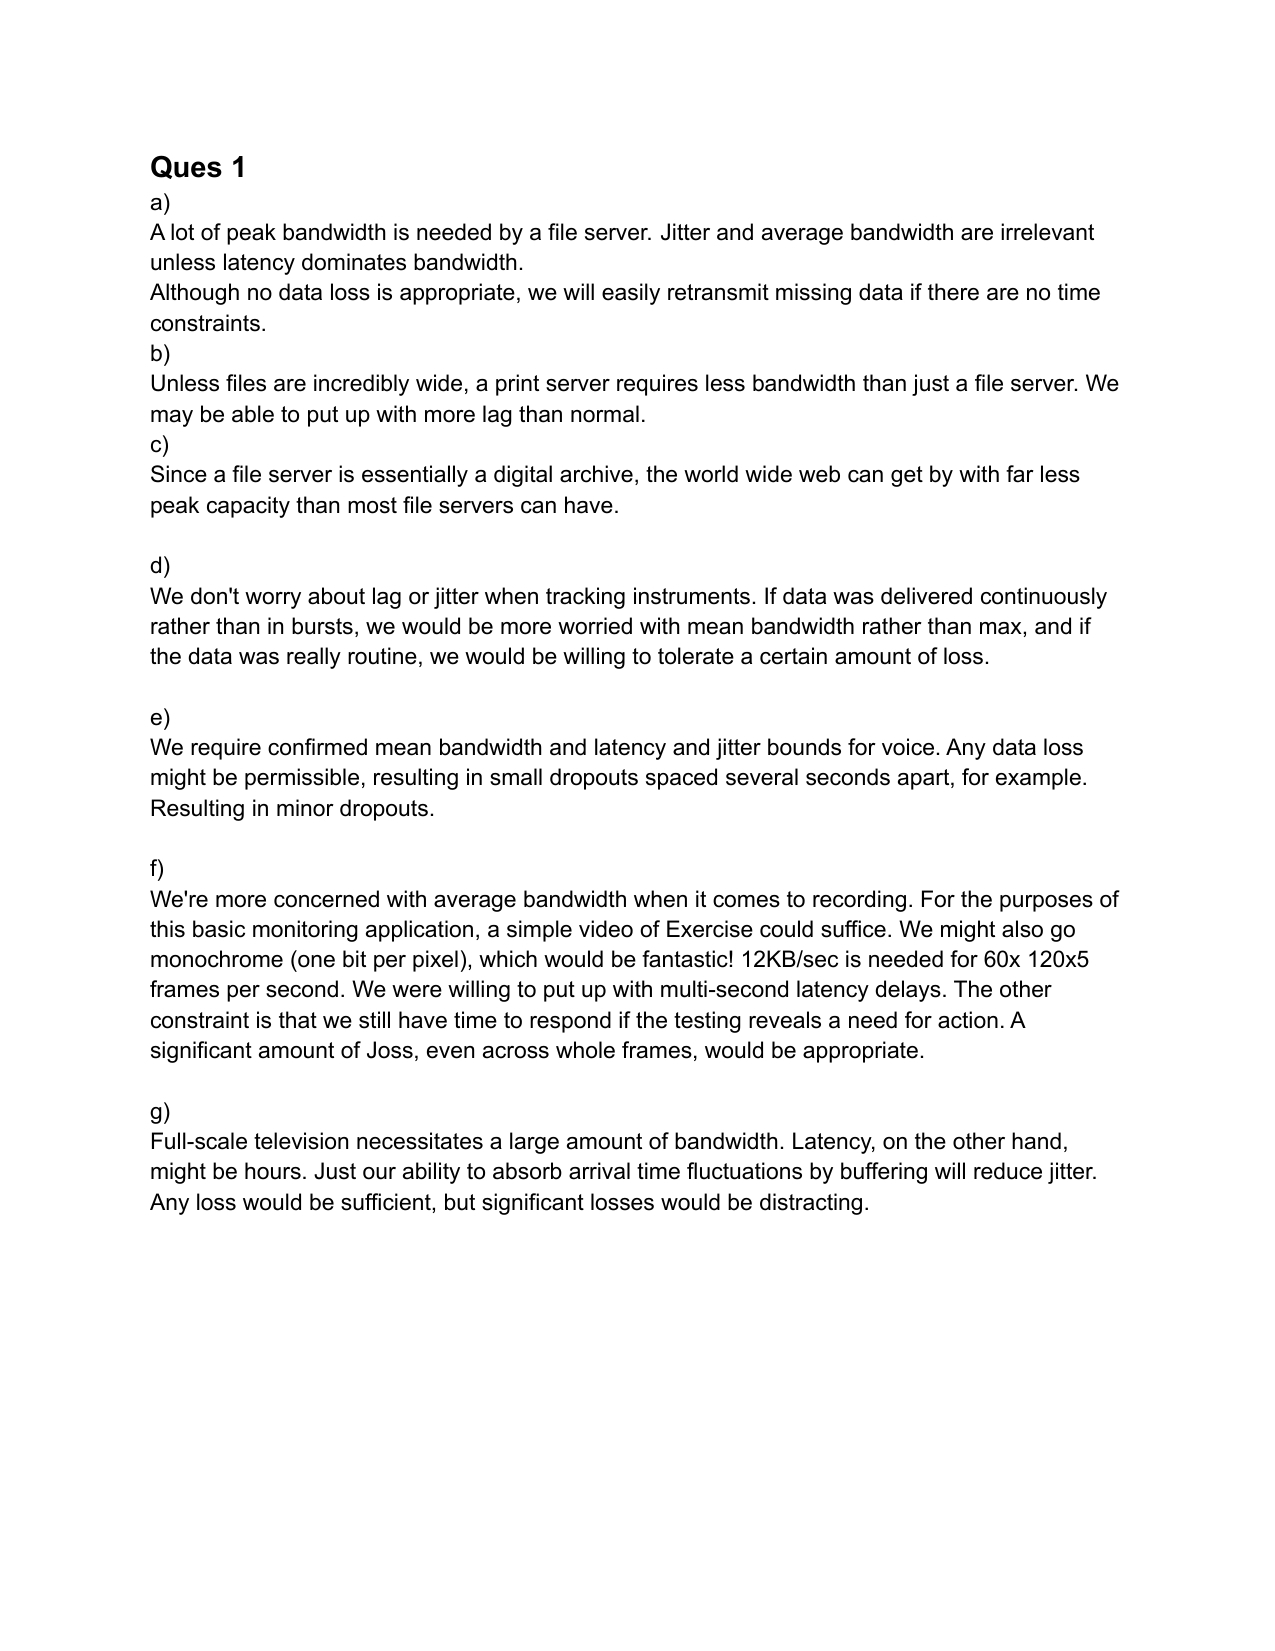 Ques 1
a)
A lot of peak bandwidth is needed by a file server. Jitter and average bandwidth are irrelevant
unless latency dominates bandwidth.
Although no data loss is appropriate, we will easily retransmit missing data if there are no time
constraints.
b)
Unless files are incredibly wide, a print server requires less bandwidth than just a file server. We
may be able to put up with more lag than normal.
c)
Since a file server is essentially a digital archive, the world wide web can get by with far less
peak capacity than most file servers can have.
d)
We don't worry about lag or jitter when tracking instruments. If data was delivered continuously
rather than in bursts, we would be more worried with mean bandwidth rather than max, and if
the data was really routine, we would be willing to tolerate a certain amount of loss.
e)
We require confirmed mean bandwidth and latency and jitter bounds for voice. Any data loss
might be permissible, resulting in small dropouts spaced several seconds apart, for example.
Resulting in minor dropouts.
f)
We're more concerned with average bandwidth when it comes to recording. For the purposes of
this basic monitoring application, a simple video of Exercise could suffice. We might also go
monochrome (one bit per pixel), which would be fantastic! 12KB/sec is needed for 60x 120x5
frames per second. We were willing to put up with multi-second latency delays. The other
constraint is that we still have time to respond if the testing reveals a need for action. A
significant amount of Joss, even across whole frames, would be appropriate.
g)
Full-scale television necessitates a large amount of bandwidth. Latency, on the other hand,
might be hours. Just our ability to absorb arrival time fluctuations by buffering will reduce jitter.
Any loss would be sufficient, but significant losses would be distracting.